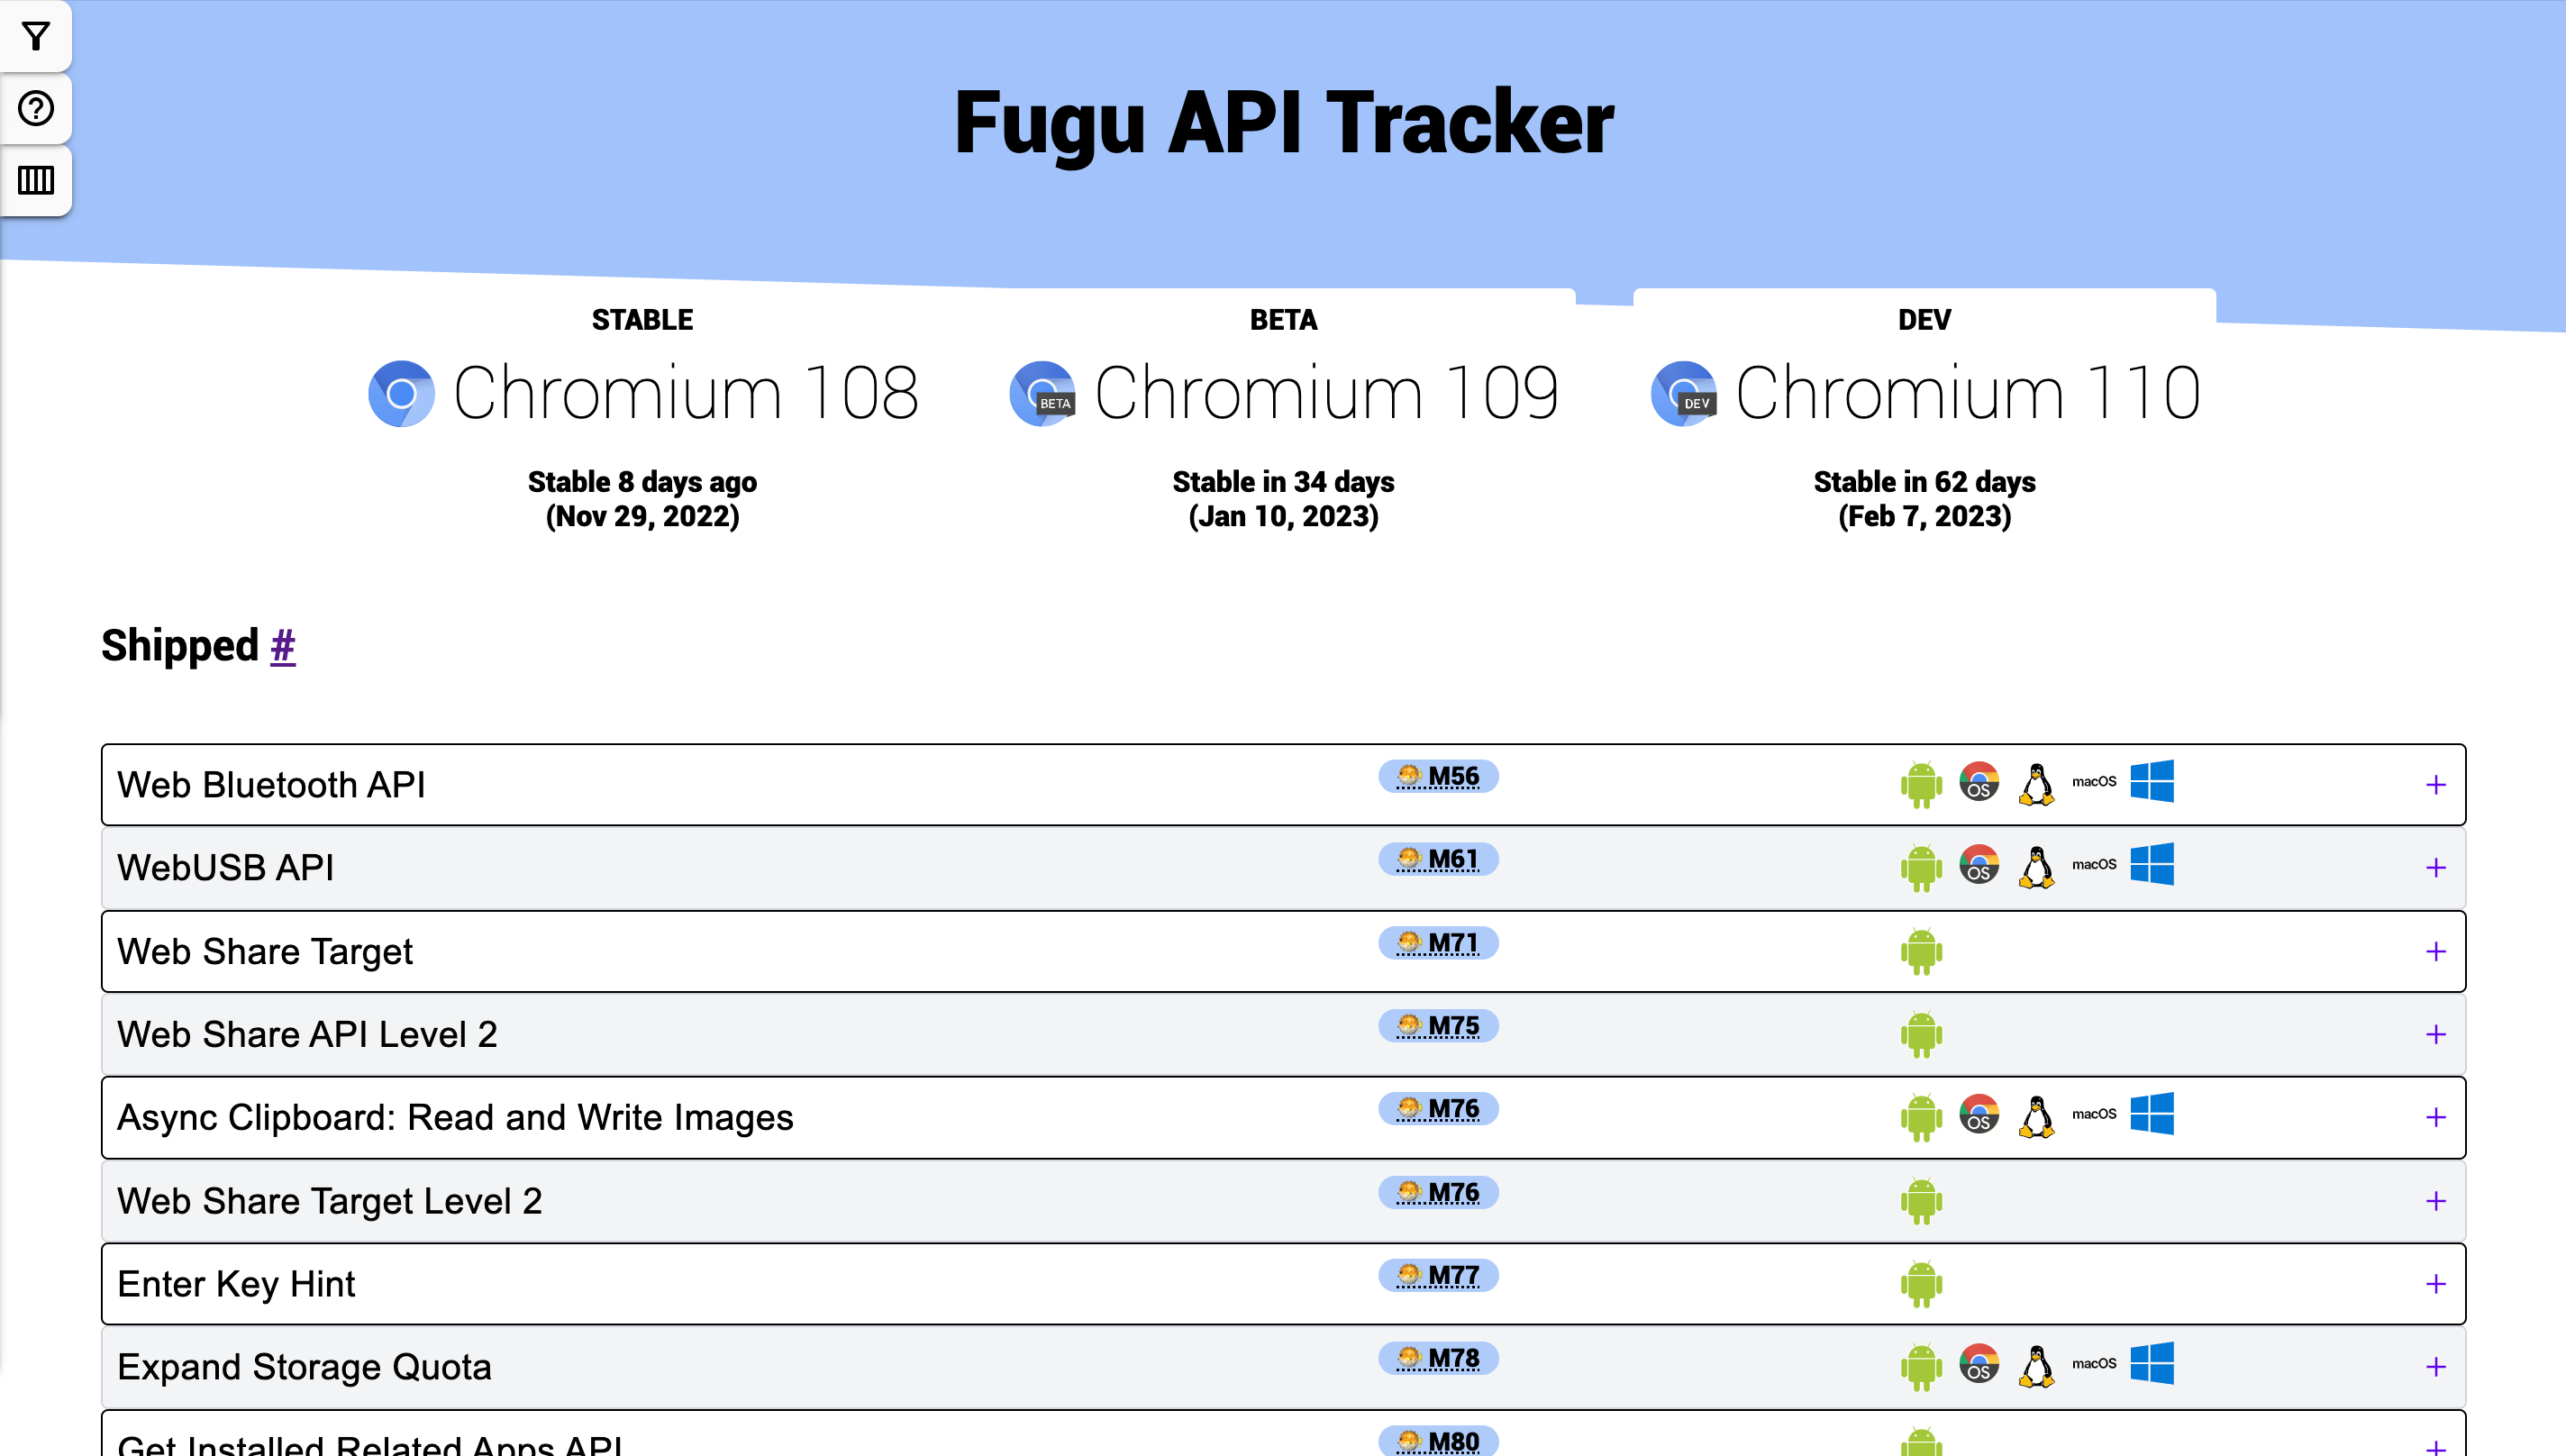 Fugu API Tracker
STABLE
Chromium 108
Stable 8 days ago
(Nov 29, 2022)
BETA
BETA
Chromium 109
Stable in 34 days
(Jan 10, 2023)
DEV
DEV
Chromium 110
Stable in 62 days
(Feb 7, 2023)
Shipped #
Web Bluetooth API M56 OS macOS +
WebUSB API M61 OS macOS +
Web Share Target M71 +
Web Share API Level 2 M75 +
Async Clipboard: Read and Write Images M76 OS macOS +
Web Share Target Level 2 M76 +
Enter Key Hint M77 +
Expand Storage Quota M78 OS macOS +
Get Installed Related Apps API M80 +